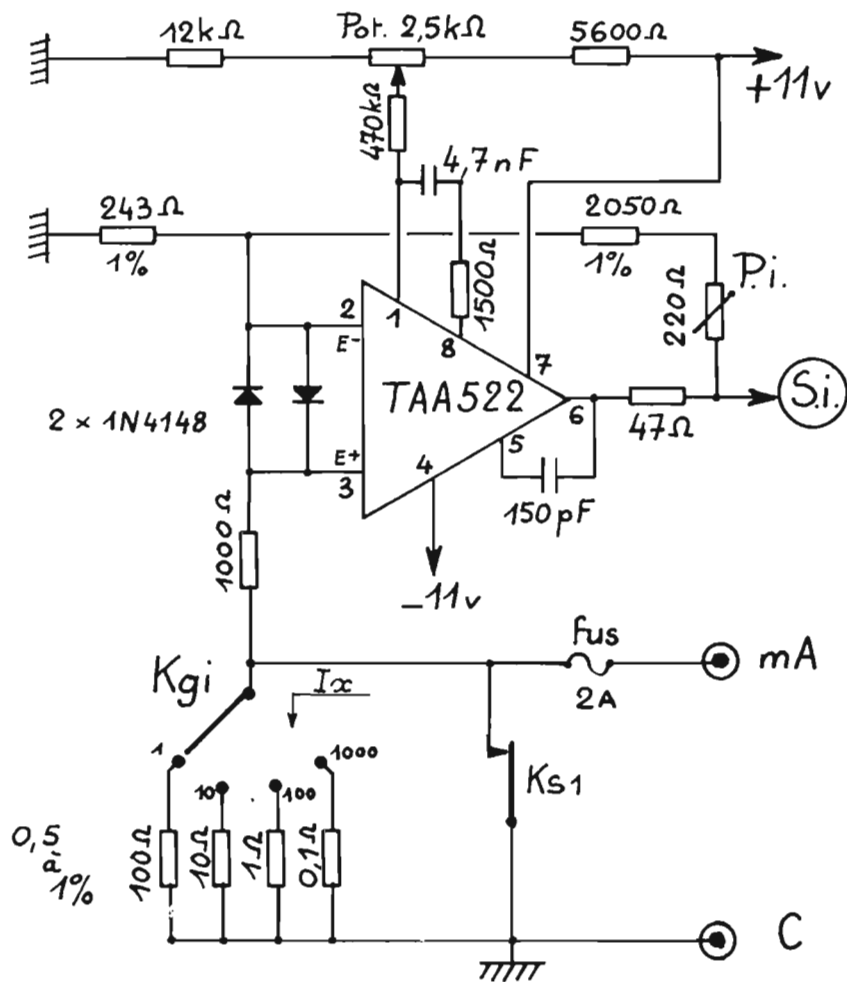 12kΩ
Pot. 2,5kΩ
5600Ω
+11v
470kΩ
4,7nF
243Ω
1%
2050Ω
1%
1500Ω
220Ω
P.i.
2
E-
1
8
7
TAA522
6
S.i.
47Ω
2 x 1N4148
E+
3
4
5
150pF
1000Ω
-11v
fus
2A
mA
Kgi
Ix
1
10
100
1000
Ks1
0,5
à
1%
100Ω
10Ω
1Ω
0,1Ω
C